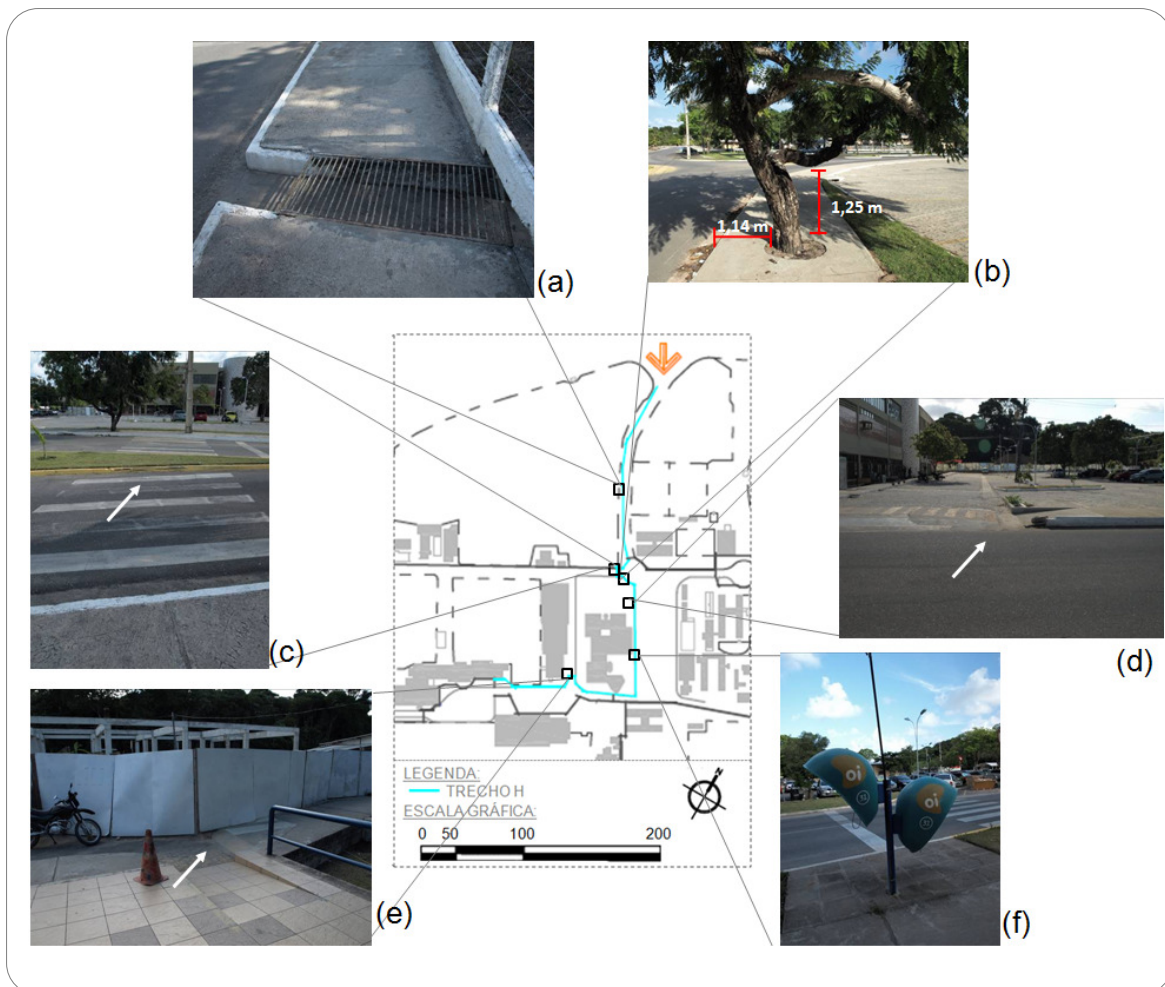 (a)
1,25 m
1,14 m
(b)
(c)
(d)
LEGENDA:
TRECHO H
ESCALA GRÁFICA:
0 50 100 200
N
(e)
oi
oi
(f)